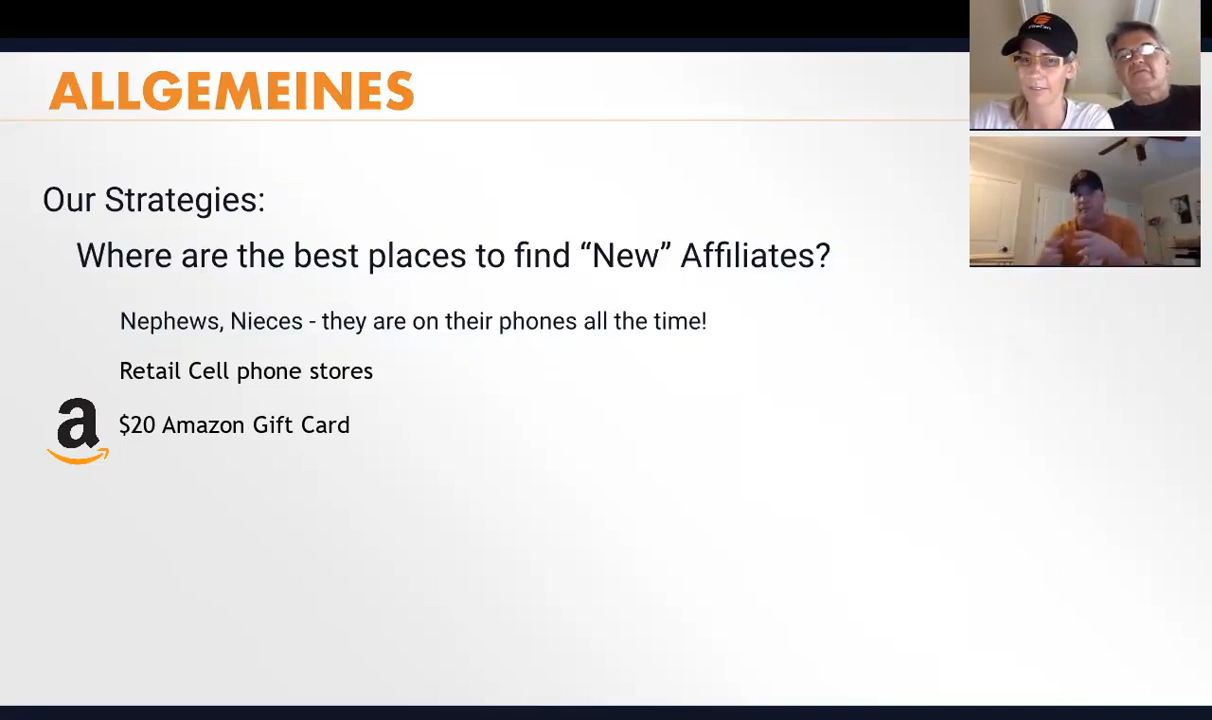 ALLGEMEINES
Our Strategies:
Where are the best places to find “New” Affiliates?
Nephews, Nieces - they are on their phones all the time!
Retail Cell phone stores
a
$20 Amazon Gift Card